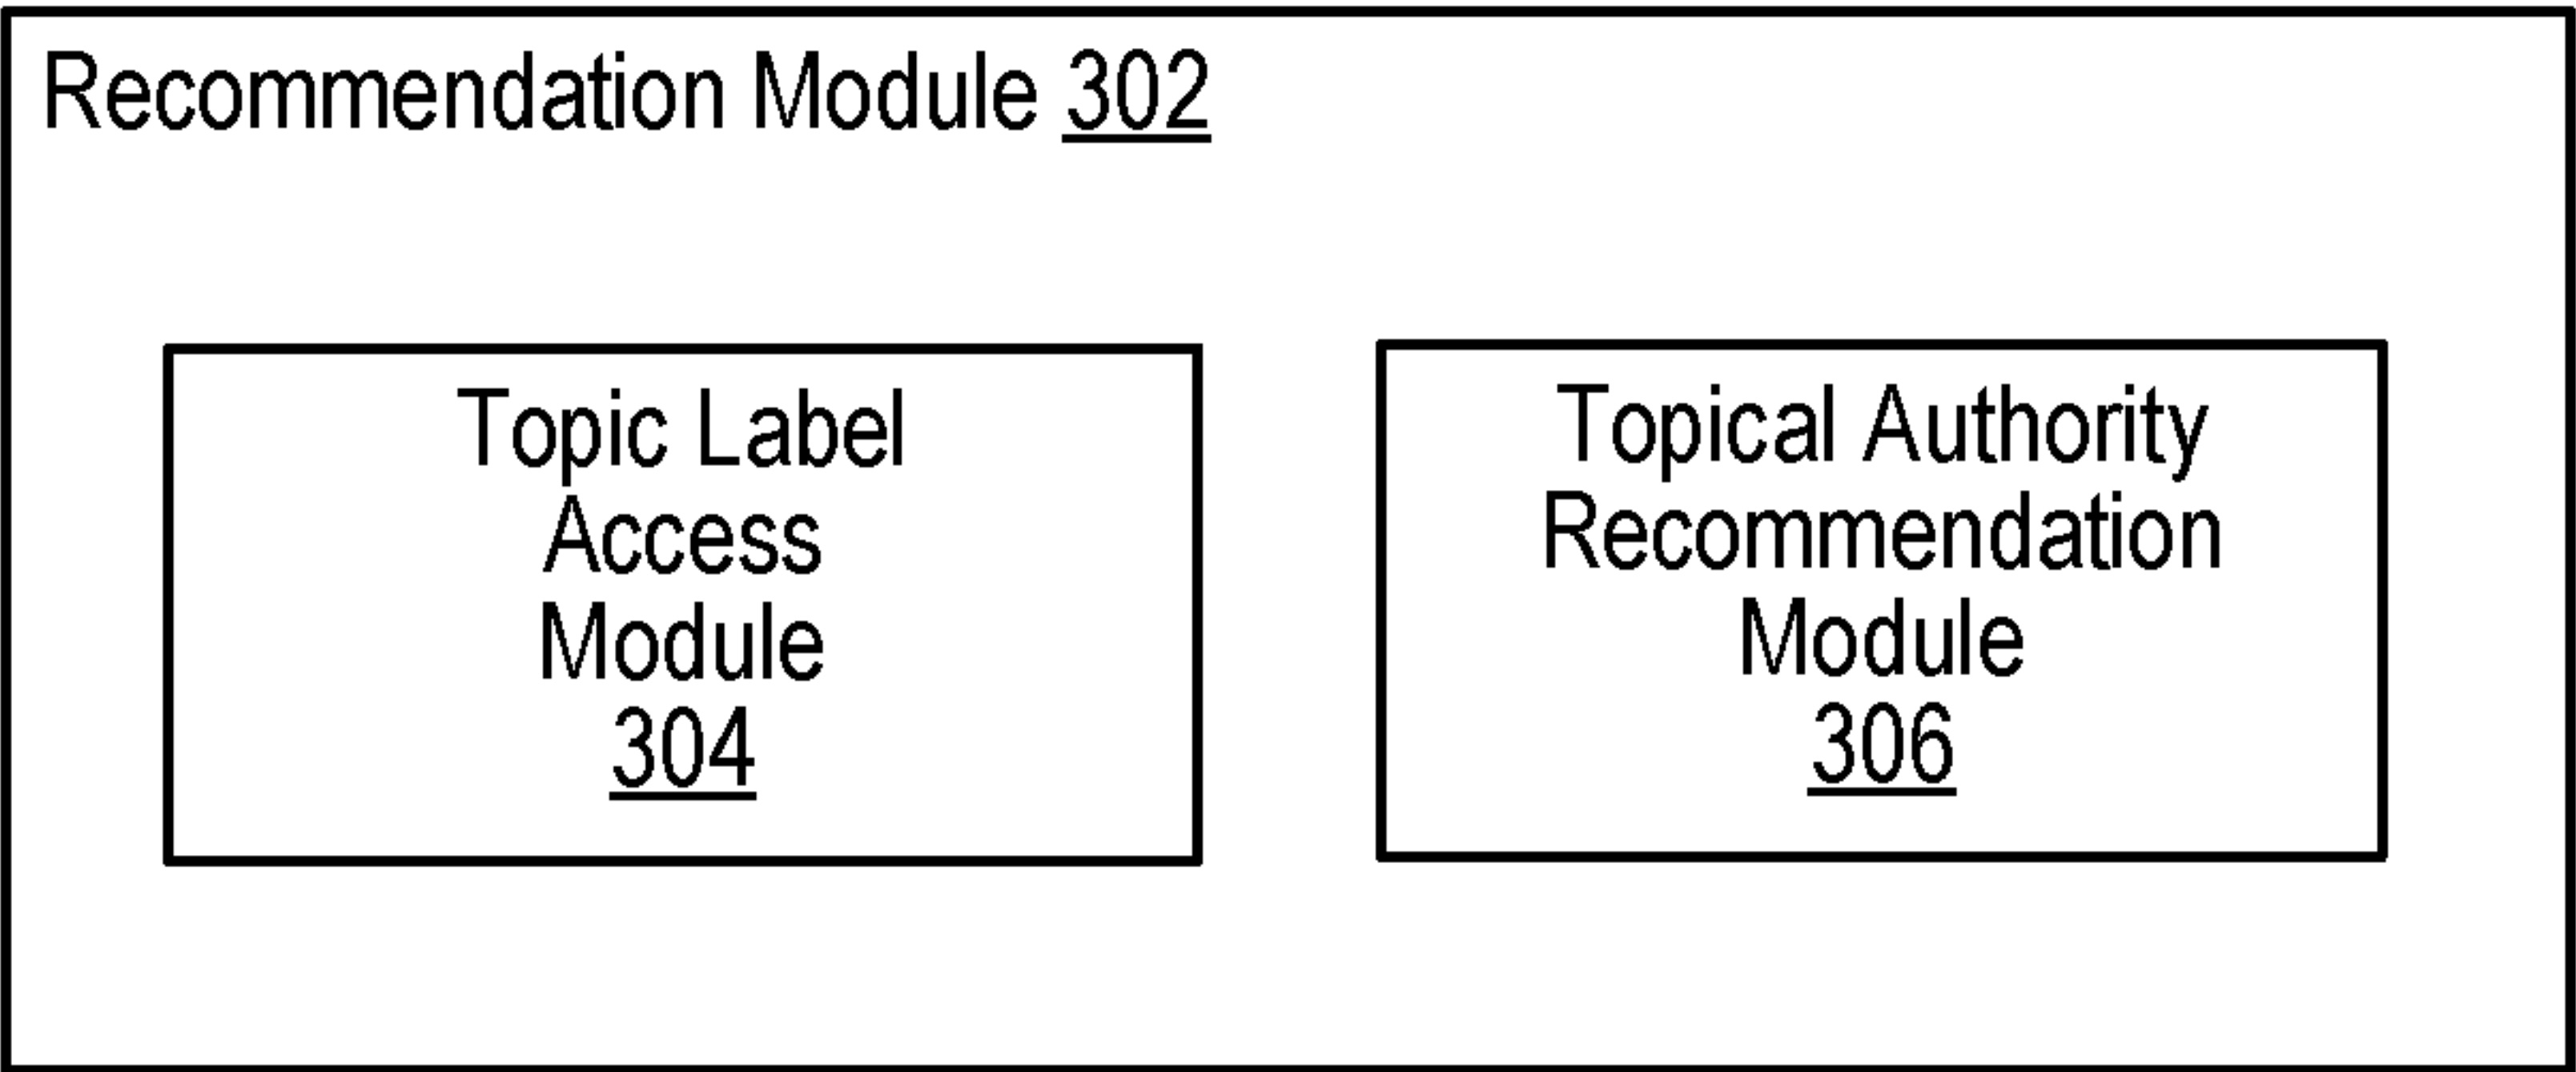 Recommendation Module 302
Topic Label
Access
Module
304
Topical Authority
Recommendation
Module
306